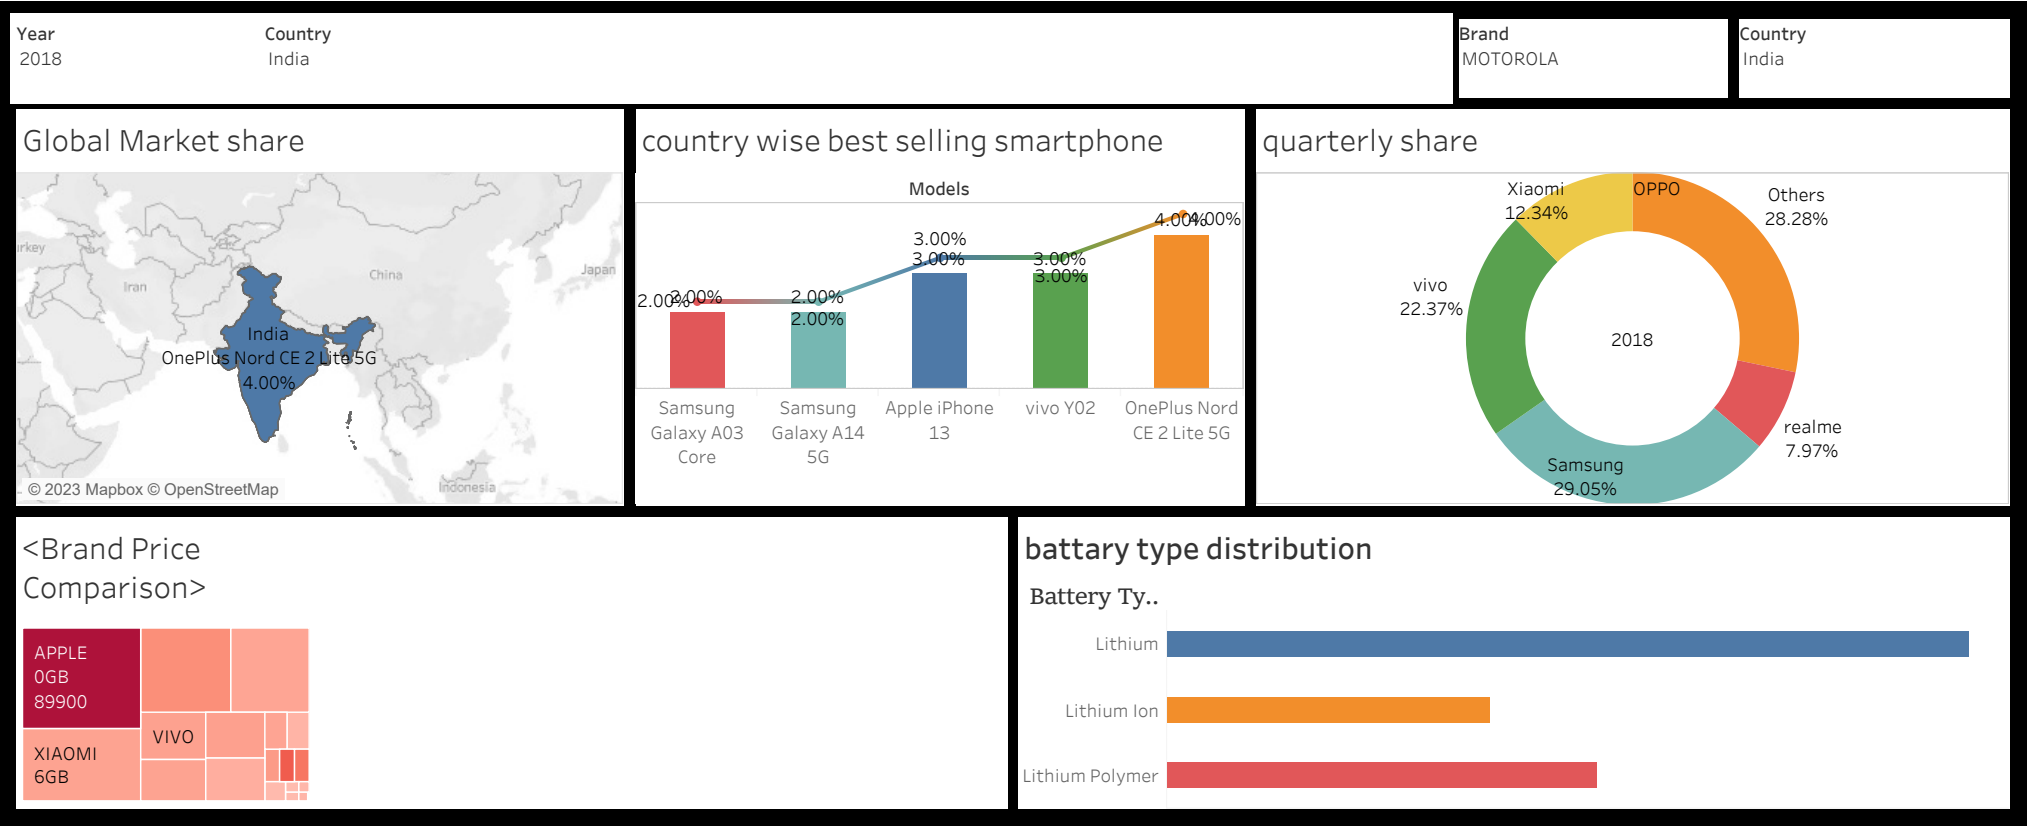 Year
2018
Country
India
Brand
MOTOROLA
Country
India
Global Market share
rkey
Iran
China
Japan
India
OnePlus Nord CE 2 Lite 5G
4.00%
Indonesia
© 2023 Mapbox © OpenStreetMap
country wise best selling smartphone
Models
2.00%
2.00%
2.00%
2.00%
3.00%
3.00%
3.00%
3.00%
4.00%
4.00%
Samsung
Galaxy A03
Core
Samsung
Galaxy A14
5G
Apple iPhone
13
vivo Y02
OnePlus Nord
CE 2 Lite 5G
quarterly share
Xiaomi
12.34%
OPPO
Others
28.28%
vivo
22.37%
2018
realme
7.97%
Samsung
29.05%
<Brand Price
Comparison>
APPLE
0GB
89900
XIAOMI
6GB
VIVO
battary type distribution
Battery Ty..
Lithium
Lithium Ion
Lithium Polymer